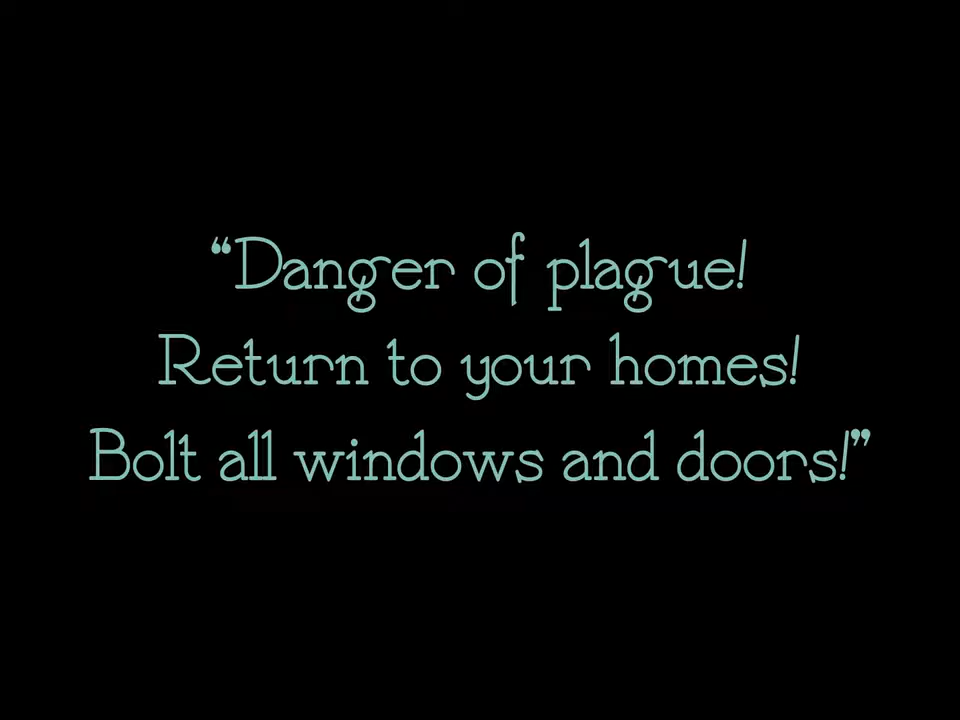 “Danger of plague!
Return to your homes!
Bolt all windows and doors!”